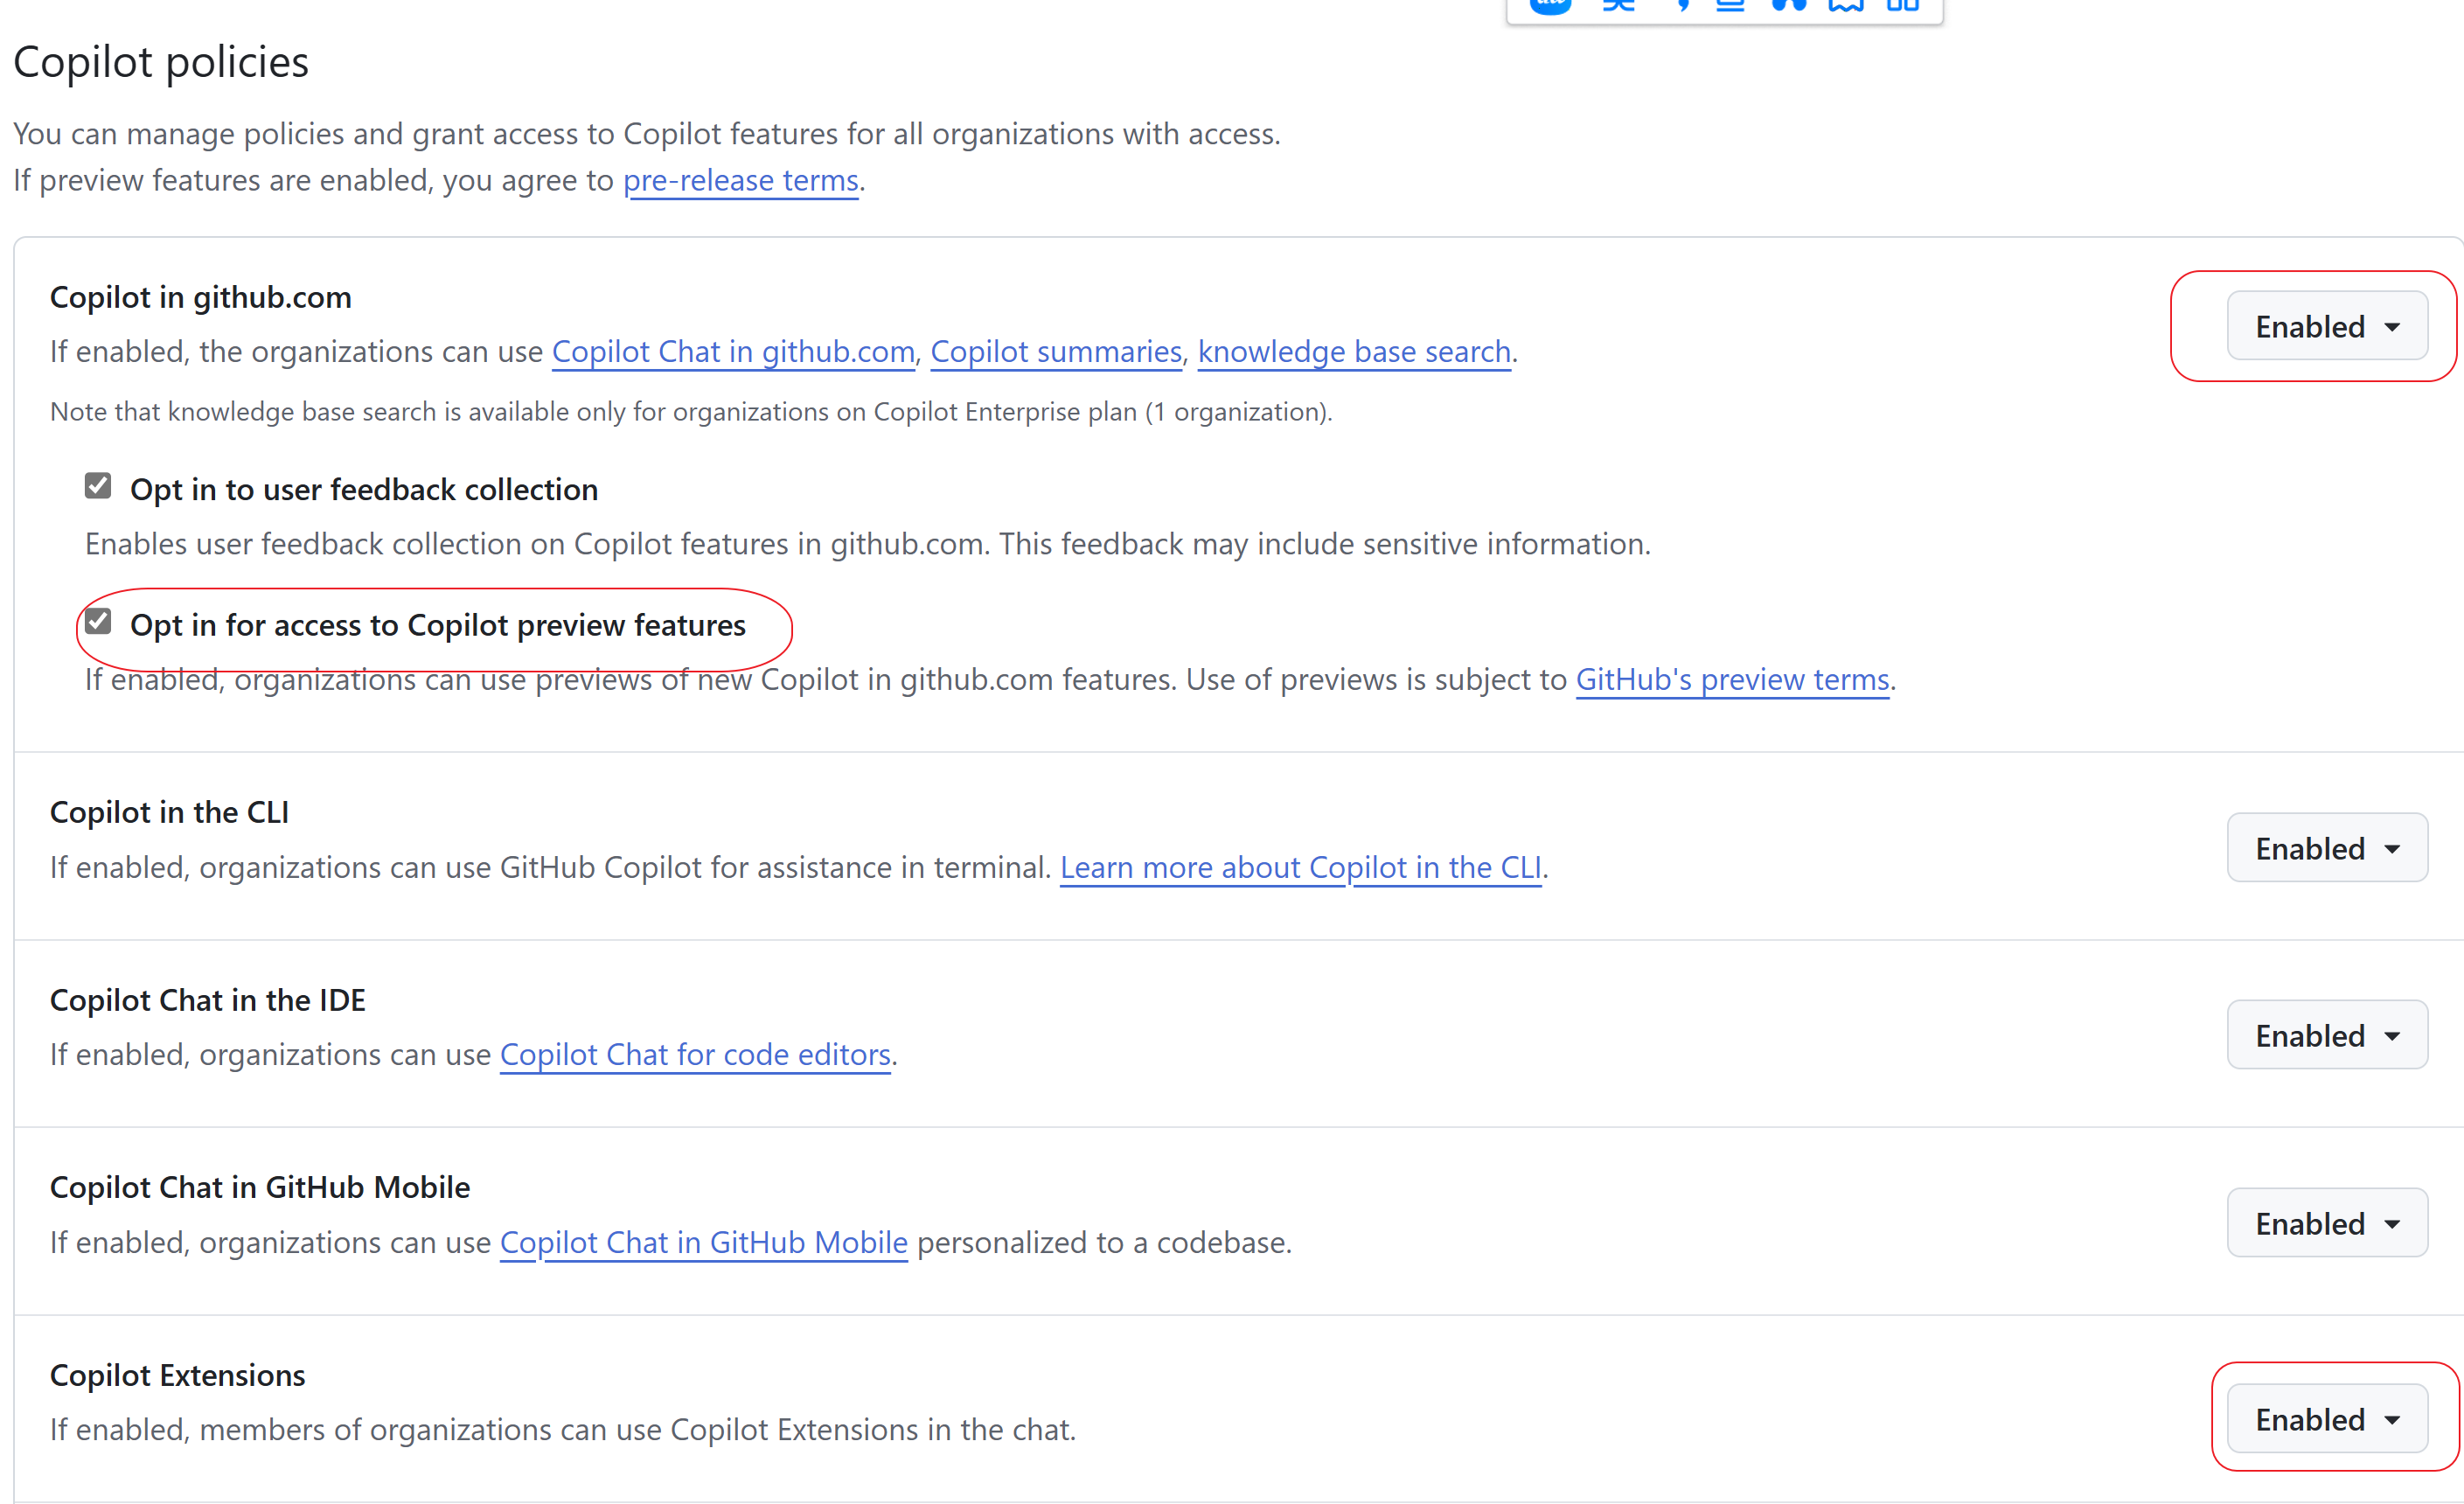 Copilot policies
You can manage policies and grant access to Copilot features for all organizations with access.
If preview features are enabled, you agree to pre-release terms.
Copilot in github.com
Enabled
If enabled, the organizations can use Copilot Chat in github.com, Copilot summaries, knowledge base search.
Note that knowledge base search is available only for organizations on Copilot Enterprise plan (1 organization).
Opt in to user feedback collection
Enables user feedback collection on Copilot features in github.com. This feedback may include sensitive information.
Opt in for access to Copilot preview features
If enabled, organizations can use previews of new Copilot in github.com features. Use of previews is subject to GitHub's preview terms.
Copilot in the CLI
Enabled
If enabled, organizations can use GitHub Copilot for assistance in terminal. Learn more about Copilot in the CLI.
Copilot Chat in the IDE
Enabled
If enabled, organizations can use Copilot Chat for code editors.
Copilot Chat in GitHub Mobile
Enabled
If enabled, organizations can use Copilot Chat in GitHub Mobile personalized to a codebase.
Copilot Extensions
Enabled
If enabled, members of organizations can use Copilot Extensions in the chat.